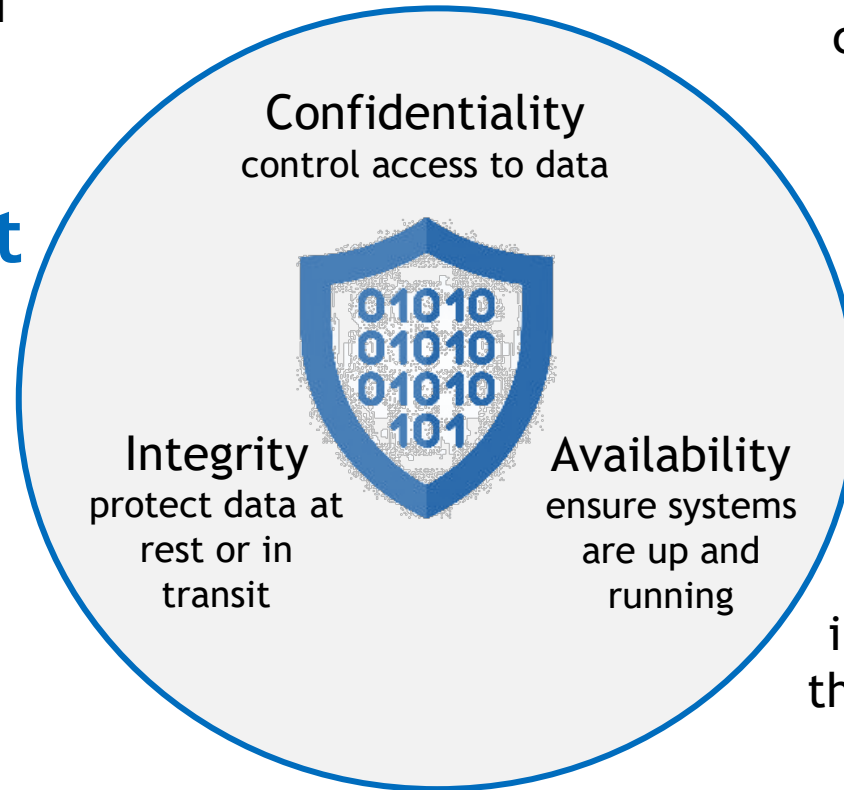 Confidentiality
control access to data
01010
01010
01010
101
Integrity
protect data at
rest or in
transit
Availability
ensure systems
are up and
running